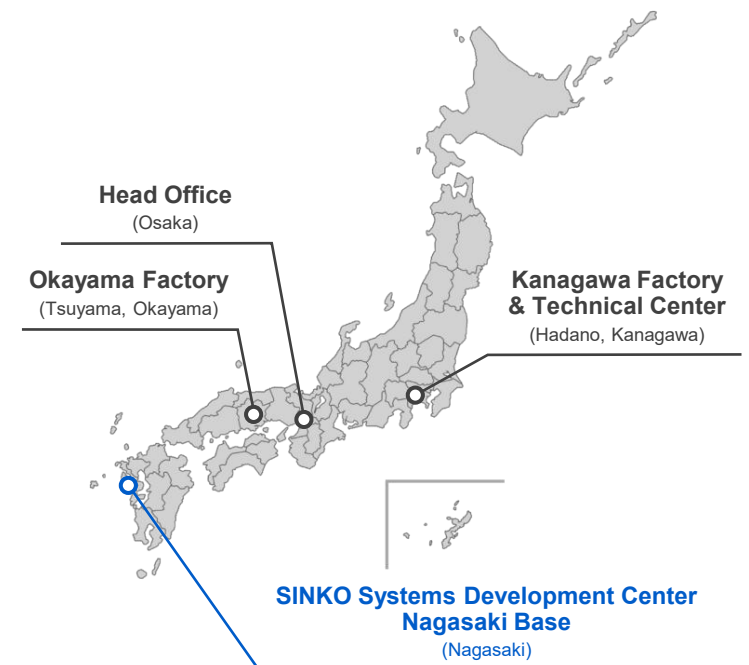 Head Office
(Osaka)
Okayama Factory
(Tsuyama, Okayama)
Kanagawa Factory
& Technical Center
(Hadano, Kanagawa)
SINKO Systems Development Center
Nagasaki Base
(Nagasaki)